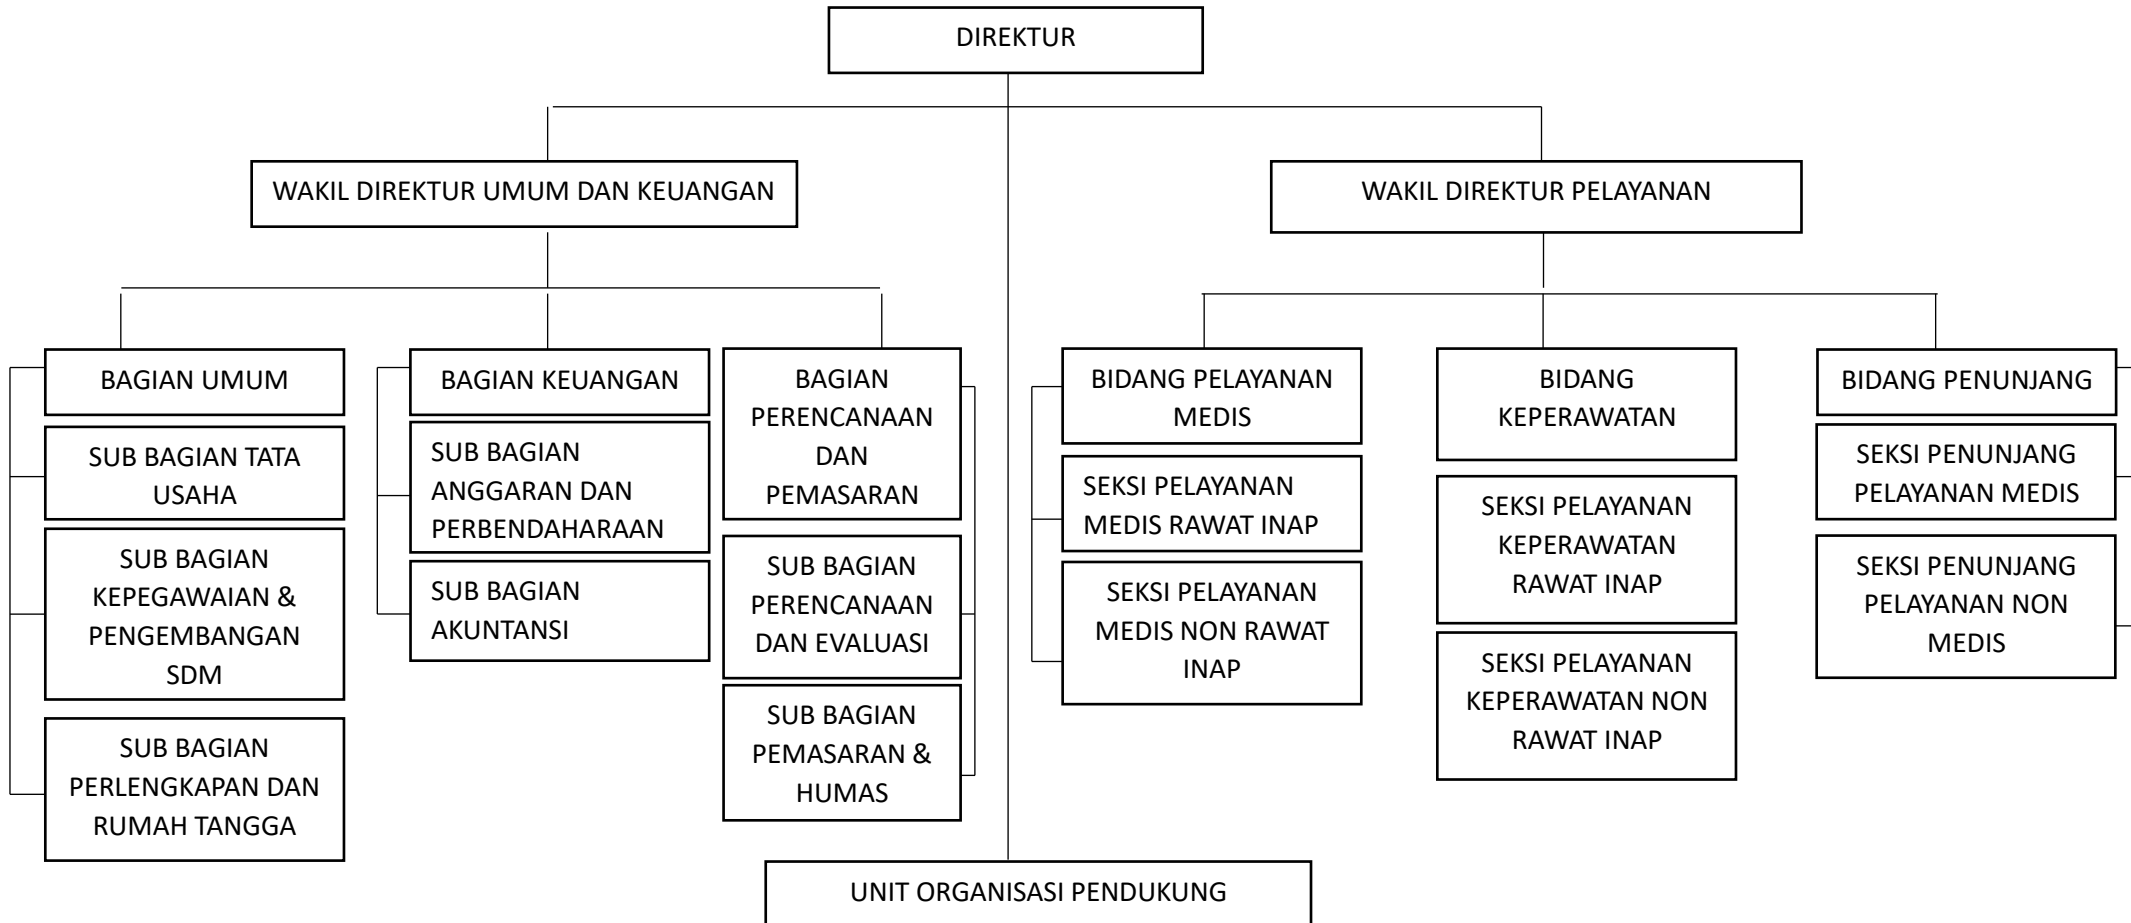 DIREKTUR
WAKIL DIREKTUR UMUM DAN KEUANGAN
WAKIL DIREKTUR PELAYANAN
BAGIAN UMUM
SUB BAGIAN TATA
USAHA
SUB BAGIAN
KEPEGAWAIAN &
PENGEMBANGAN
SDM
SUB BAGIAN
PERLENGKAPAN DAN
RUMAH TANGGA
BAGIAN KEUANGAN
SUB BAGIAN
ANGGARAN DAN
PERBENDAHARAAN
SUB BAGIAN
AKUNTANSI
BAGIAN
PERENCANAAN
DAN
PEMASARAN
SUB BAGIAN
PERENCANAAN
DAN EVALUASI
SUB BAGIAN
PEMASARAN &
HUMAS
BIDANG PELAYANAN
MEDIS
SEKSI PELAYANAN
MEDIS RAWAT INAP
SEKSI PELAYANAN
MEDIS NON RAWAT
INAP
BIDANG
KEPERAWATAN
SEKSI PELAYANAN
KEPERAWATAN
RAWAT INAP
SEKSI PELAYANAN
KEPERAWATAN NON
RAWAT INAP
BIDANG PENUNJANG
SEKSI PENUNJANG
PELAYANAN MEDIS
SEKSI PENUNJANG
PELAYANAN NON
MEDIS
UNIT ORGANISASI PENDUKUNG